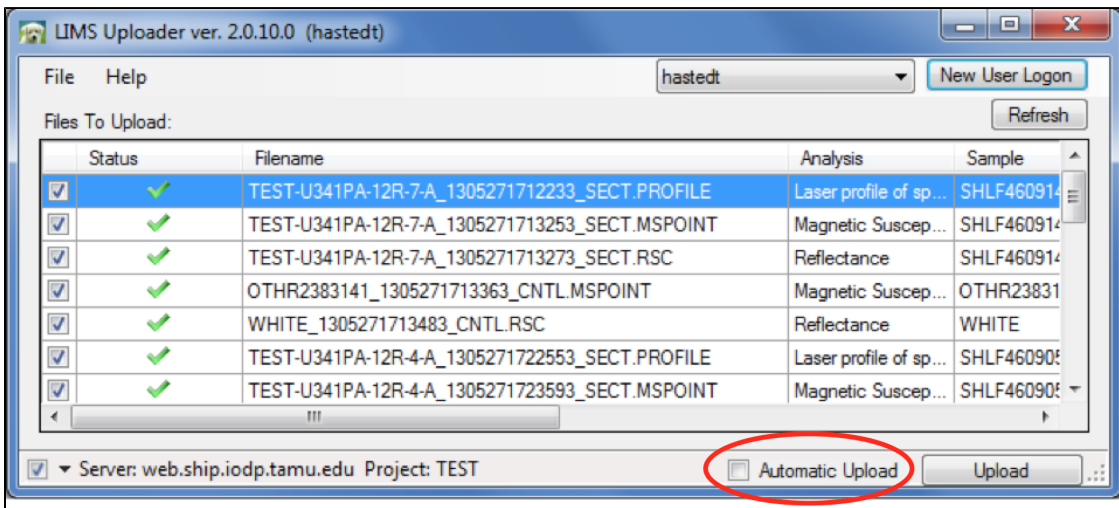 LIMS Uploader ver. 2.0.10.0 (hastedt)
File Help hastedt New User Logon
Files To Upload: Refresh
Status Filename Analysis Sample
TEST-U341PA-12R-7-A_1305271712233_SECT.PROFILE Laser profile of sp... SHLF460914
TEST-U341PA-12R-7-A_1305271713253_SECT.MSPOINT Magnetic Suscep... SHLF460914
TEST-U341PA-12R-7-A_1305271713273_SECT.RSC Reflectance SHLF460914
OTHR2383141_1305271713363_CNTL.MSPOINT Magnetic Suscep... OTHR23831
WHITE_1305271713483_CNTL.RSC Reflectance WHITE
TEST-U341PA-12R-4-A_1305271722553_SECT.PROFILE Laser profile of sp... SHLF460905
TEST-U341PA-12R-4-A_1305271723593_SECT.MSPOINT Magnetic Suscep... SHLF460905
Server: web.ship.iodp.tamu.edu Project: TEST Automatic Upload Upload